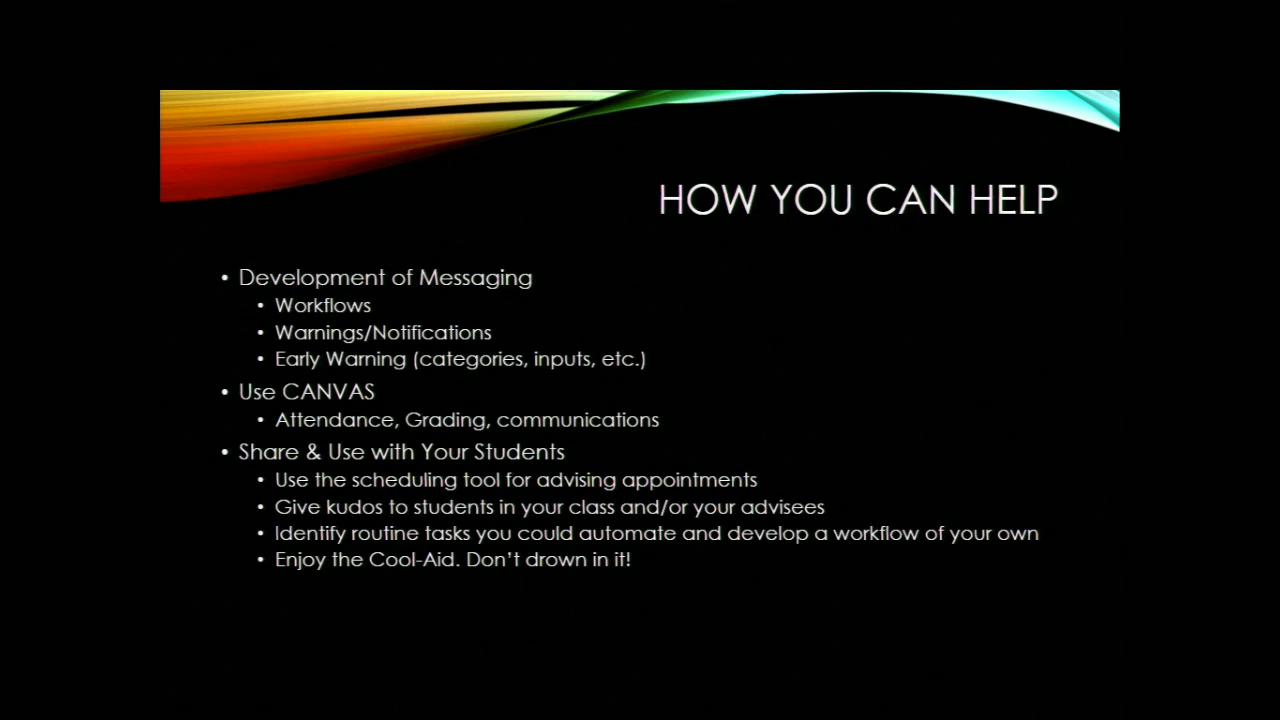 HOW YOU CAN HELP
• Development of Messaging
• Workflows
• Warnings/Notifications
• Early Warning (categories, inputs, etc.)
• Use CANVAS
• Attendance, Grading, communications
• Share & Use with Your Students
• Use the scheduling tool for advising appointments
• Give kudos to students in your class and/or your advisees
• Identify routine tasks you could automate and develop a workflow of your own
• Enjoy the Cool-Aid. Don’t drown in it!